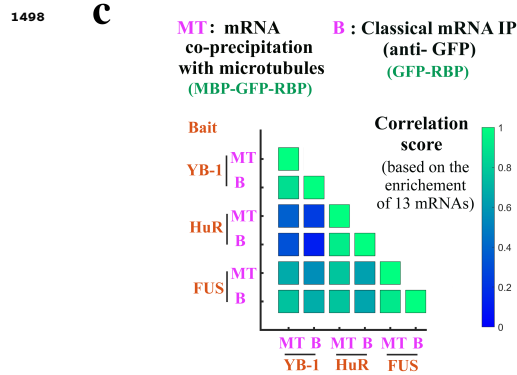 1498
c
MT: mRNA
co-precipitation
with microtubules
(MBP-GFP-RBP)
B : Classical mRNA IP
(anti- GFP)
(GFP-RBP)
Bait
Correlation
score
(based on the
enrichement
of 13 mRNAs)
YB-1
MT
B
HuR
MT
B
FUS
MT
B
1
0.8
0.6
0.4
0.2
0
MT B MT B MT B
YB-1 HuR FUS